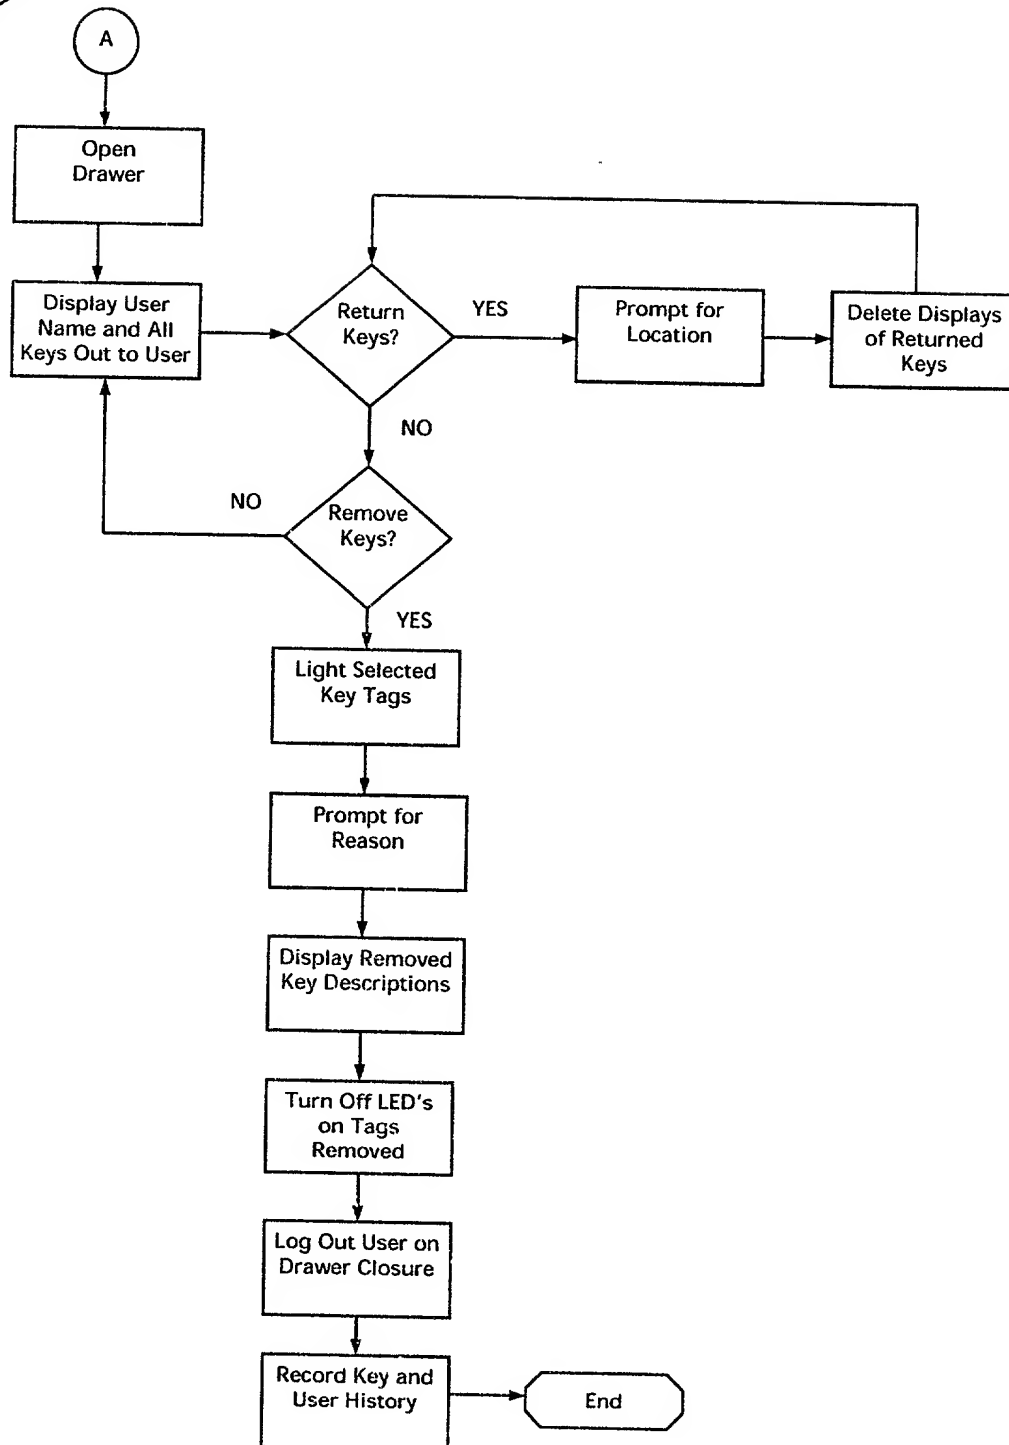 A
Open
Drawer
Display User
Name and All
Keys Out to User
Return
Keys?
YES
Prompt for
Location
Delete Displays
of Returned
Keys
NO
Remove
Keys?
NO
YES
Light Selected
Key Tags
Prompt for
Reason
Display Removed
Key Descriptions
Turn Off LED's
on Tags
Removed
Log Out User on
Drawer Closure
Record Key and
User History
End